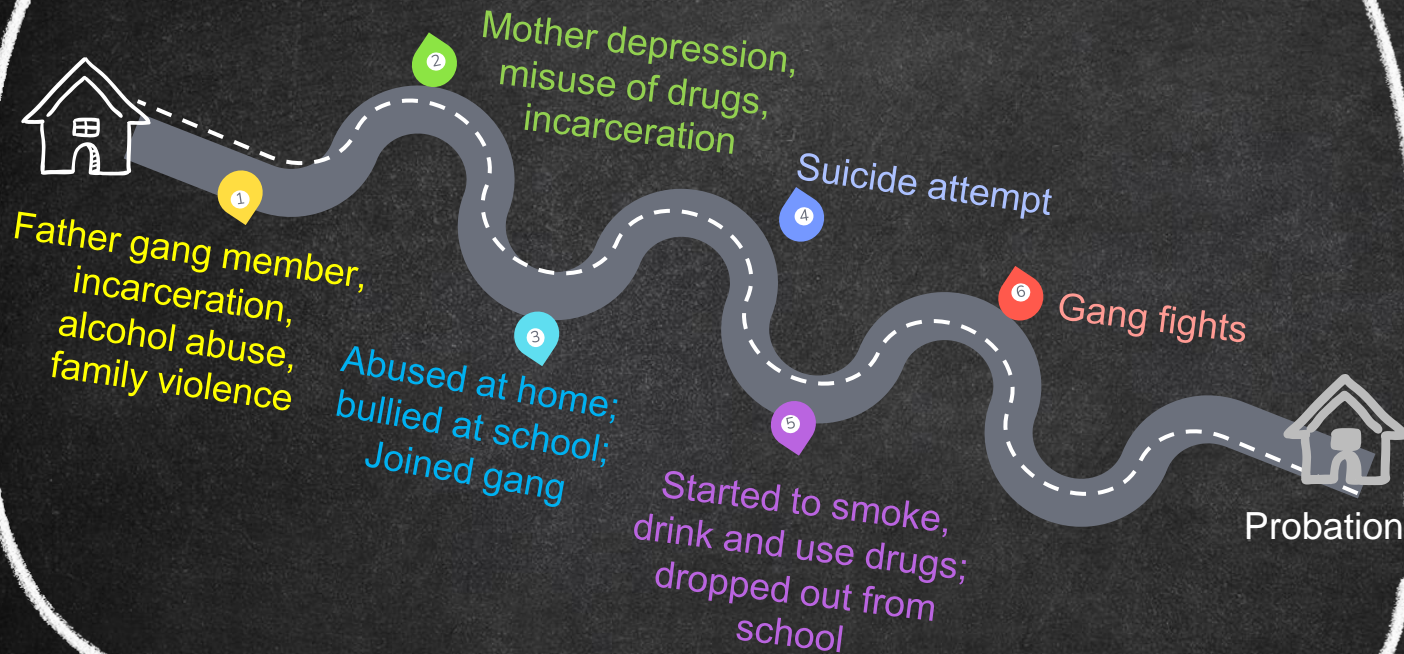 1
Father gang member,
incarceration,
alcohol abuse,
family violence
2
Mother depression,
misuse of drugs,
incarceration
3
Abused at home;
bullied at school;
Joined gang
4
Suicide attempt
5
Started to smoke,
drink and use drugs;
dropped out from
school
6
Gang fights
Probation